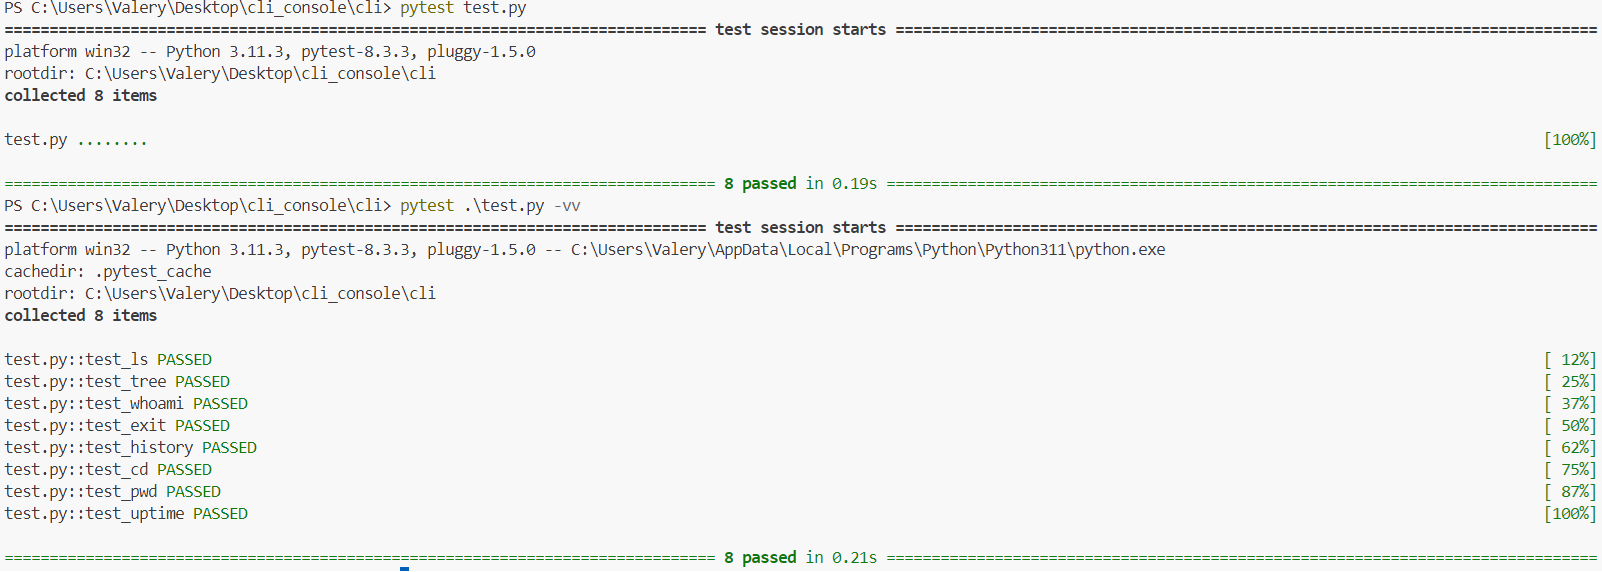 PS C:\Users\Valery\Desktop\cli_console\cli> pytest test.py
============================================================================== test session starts ==============================================================================
platform win32 -- Python 3.11.3, pytest-8.3.3, pluggy-1.5.0
rootdir: C:\Users\Valery\Desktop\cli_console\cli
collected 8 items
test.py ........ [100%]
=============================================================================== 8 passed in 0.19s ===============================================================================
PS C:\Users\Valery\Desktop\cli_console\cli> pytest .\test.py -vv
============================================================================== test session starts ==============================================================================
platform win32 -- Python 3.11.3, pytest-8.3.3, pluggy-1.5.0 -- C:\Users\Valery\AppData\Local\Programs\Python\Python311\python.exe
cachedir: .pytest_cache
rootdir: C:\Users\Valery\Desktop\cli_console\cli
collected 8 items
test.py::test_ls PASSED [ 12%]
test.py::test_tree PASSED [ 25%]
test.py::test_whoami PASSED [ 37%]
test.py::test_exit PASSED [ 50%]
test.py::test_history PASSED [ 62%]
test.py::test_cd PASSED [ 75%]
test.py::test_pwd PASSED [ 87%]
test.py::test_uptime PASSED [100%]
=============================================================================== 8 passed in 0.21s ===============================================================================